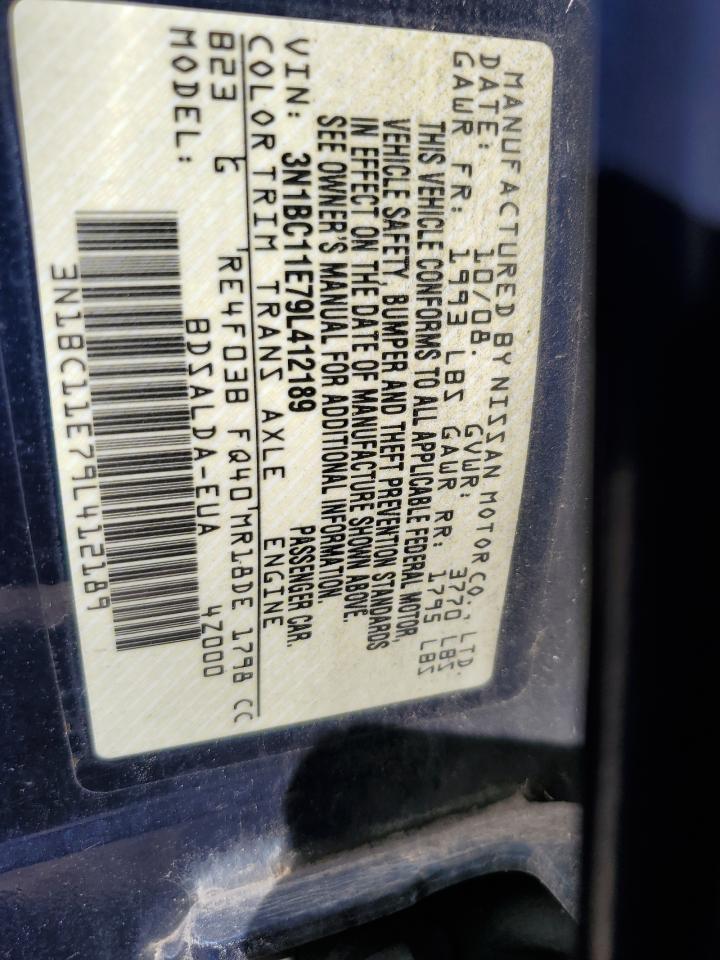 MANUFACTURED BY NISSAN MOTOR CO., LTD.
DATE: 10/08. GVWR: 3770 LBS
GAWR FR: 1993 LBS GAWR RR: 1795 LBS
THIS VEHICLE CONFORMS TO ALL APPLICABLE FEDERAL MOTOR,
VEHICLE SAFETY, BUMPER AND THEFT PREVENTION STANDARDS
IN EFFECT ON THE DATE OF MANUFACTURE SHOWN ABOVE.
SEE OWNER'S MANUAL FOR ADDITIONAL INFORMATION.
VIN: 3N1BC11E79L412189 PASSENGER CAR.
COLOR TRIM TRANS AXLE ENGINE
B23 G RE4F03B FQ40 MR18DE 1798 CC
MODEL: BDSALDA-EUA 47000
3N1BC11E79L412189